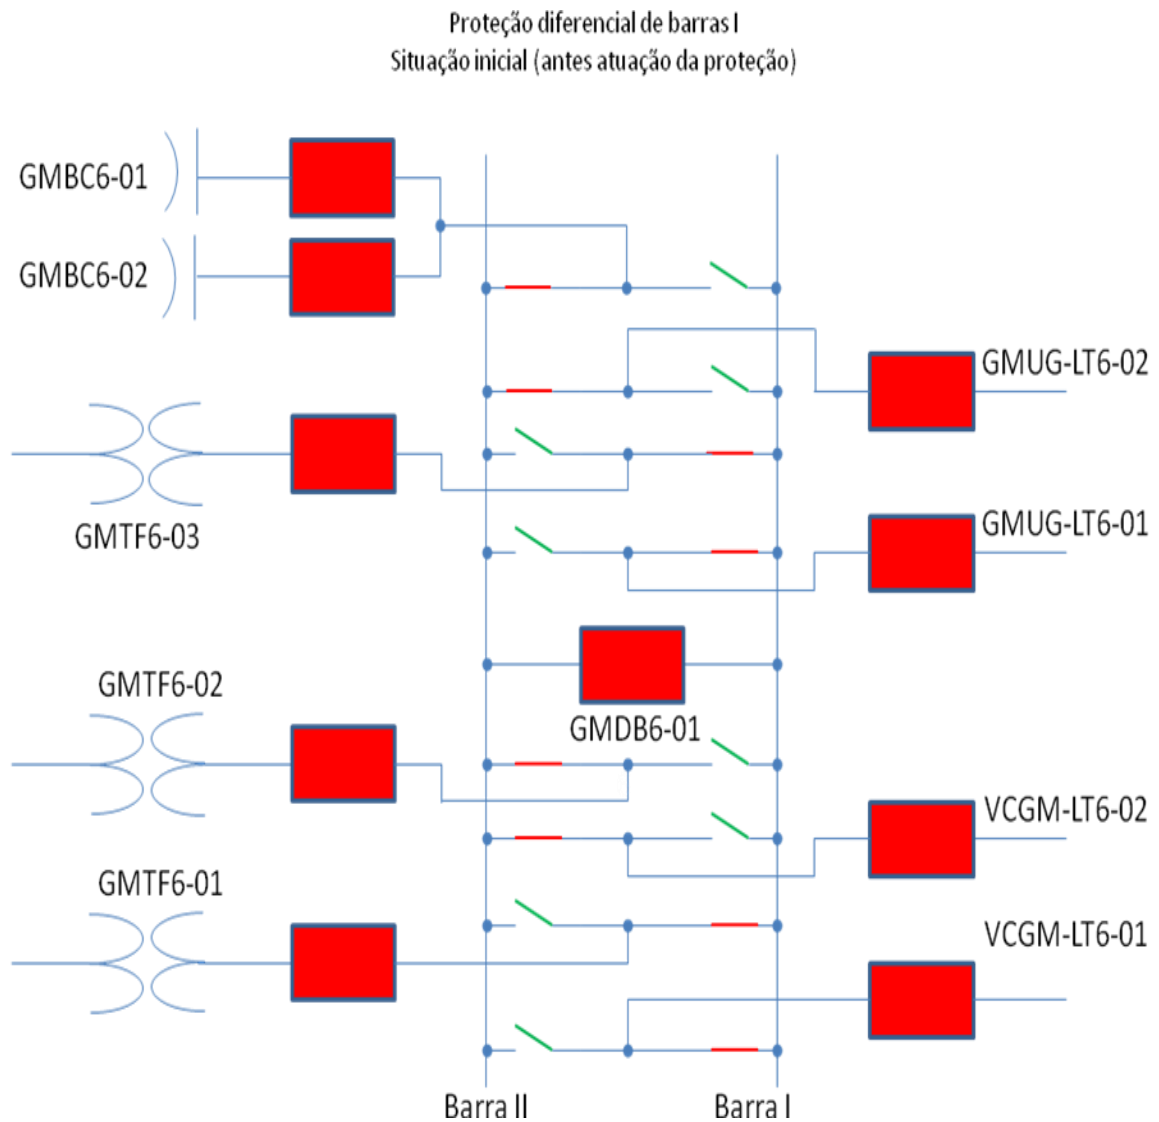 Proteção diferencial de barras I
Situação inicial (antes atuação da proteção)
GMBC6-01
GMBC6-02
GMUG-LT6-02
GMTF6-03
GMUG-LT6-01
GMTF6-02
GMDB6-01
VCGM-LT6-02
GMTF6-01
VCGM-LT6-01
Barra II
Barra I